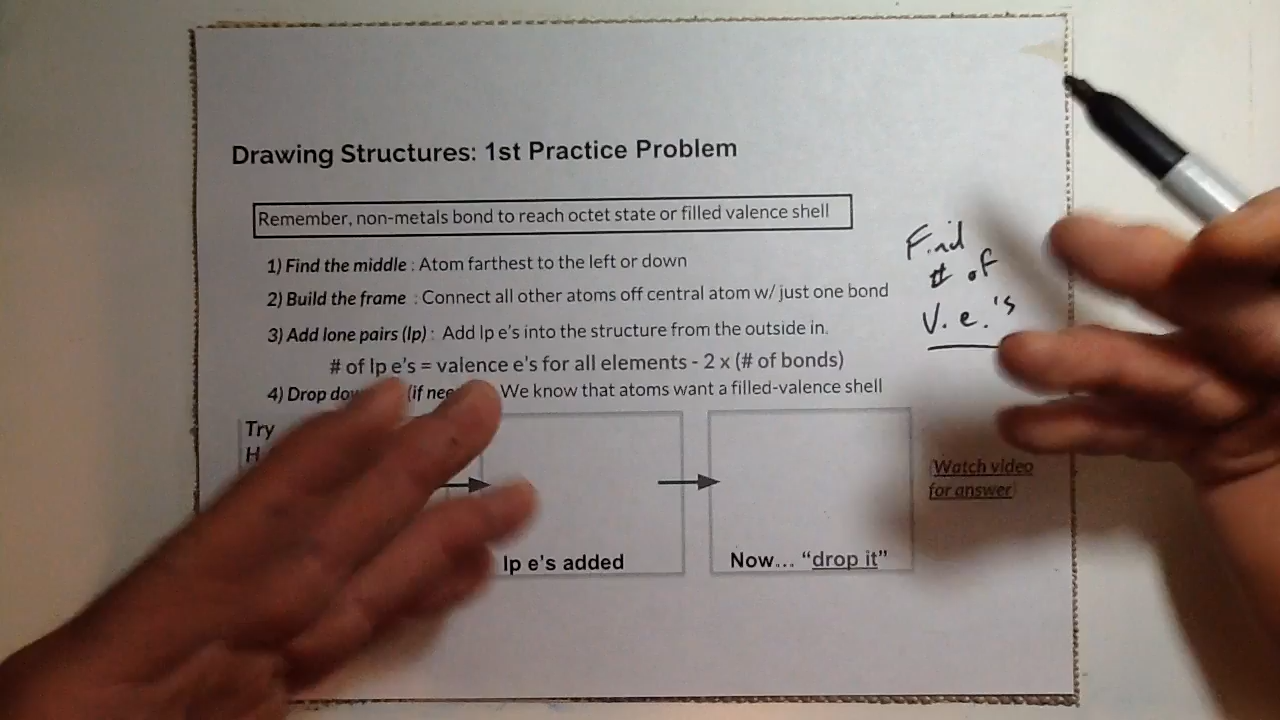 Drawing Structures: 1st Practice Problem
Remember, non-metals bond to reach octet state or filled valence shell
1) Find the middle : Atom farthest to the left or down
2) Build the frame : Connect all other atoms off central atom w/ just one bond
3) Add lone pairs (lp) : Add lp e's into the structure from the outside in.
# of lp e's = valence e's for all elements - 2 x (# of bonds)
4) Drop (if We know that atoms want a filled-valence shell
Find
# of
V. e.'s
Try
H
lp e's added
Now... "drop it"
(Watch video
for answer)